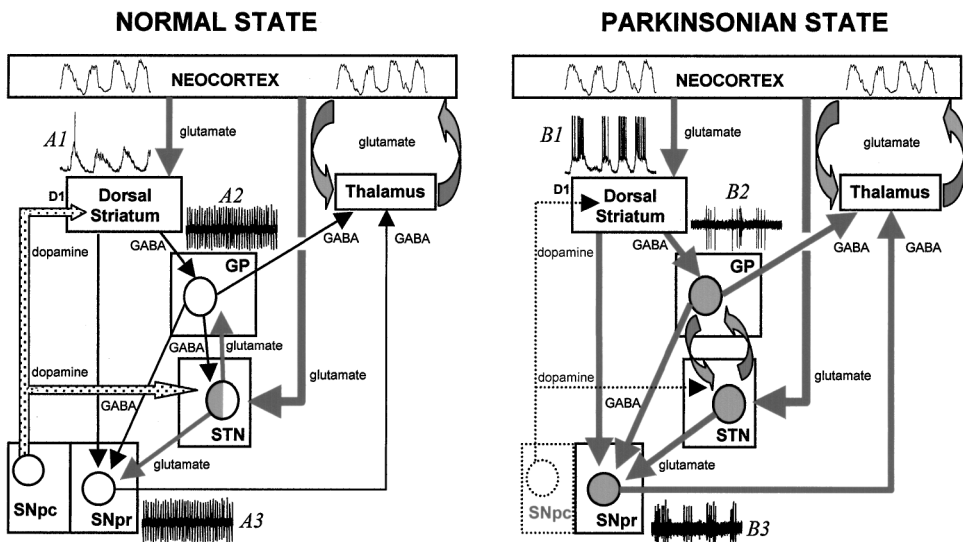 NORMAL STATE
NEOCORTEX
glutamate
glutamate
A1
D1
Dorsal
Striatum
A2
Thalamus
dopamine
GABA
GABA
GABA
GP
GABA
glutamate
dopamine
glutamate
GABA
STN
glutamate
SNpc
SNpr
A3
PARKINSONIAN STATE
NEOCORTEX
glutamate
glutamate
B1
D1
Dorsal
Striatum
B2
Thalamus
dopamine
GABA
GABA
GABA
GP
dopamine
glutamate
GABA
STN
glutamate
SNpc
SNpr
B3